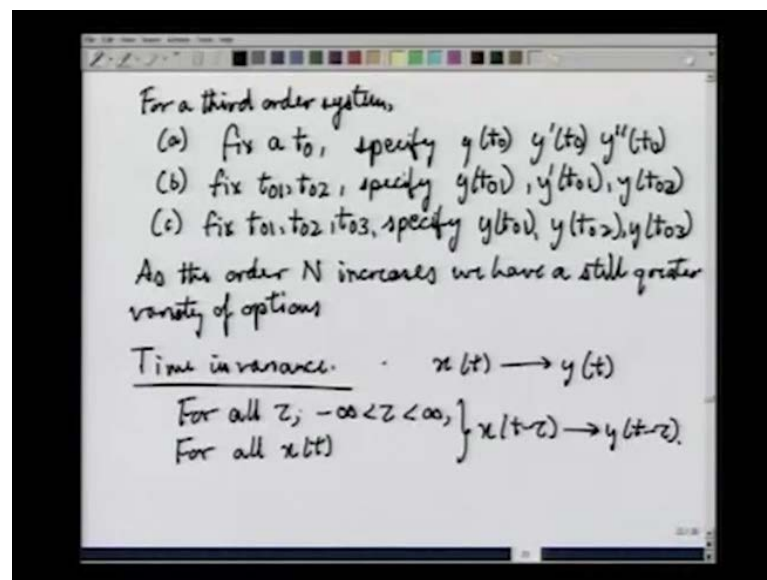 For a third order system,
(a) fix a t0, specify y(t0) y'(t0) y"(t0)
(b) fix t01, t02, specify y(t01), y'(t01), y(t02)
(c) fix t01, t02, t03, specify y(t01), y(t02), y(t03)
As the order N increases we have a still greater
variety of options
Time invariance. x(t) → y(t)
For all τ, -∞ < τ < ∞,
For all x(t)
} x(t-τ) → y(t-τ).